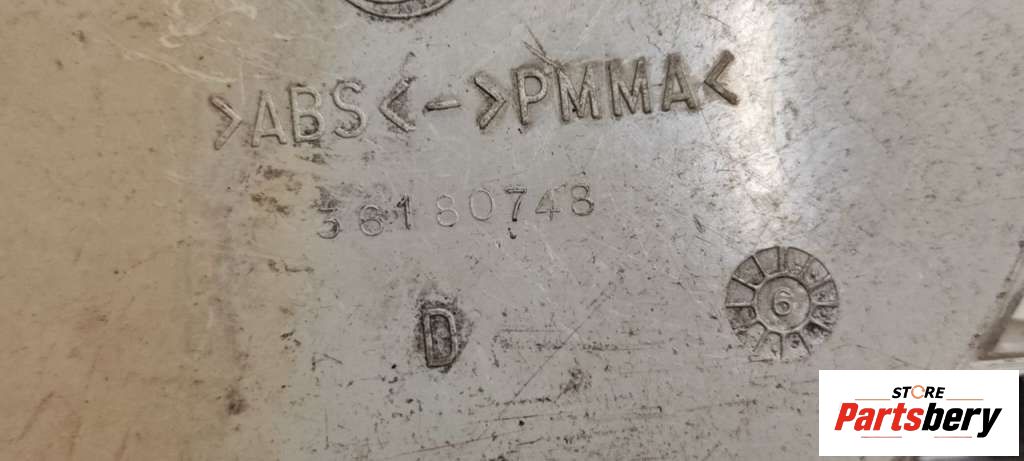 >ABS<->PMMA<
36180748
D
6
STORE
Partsbery